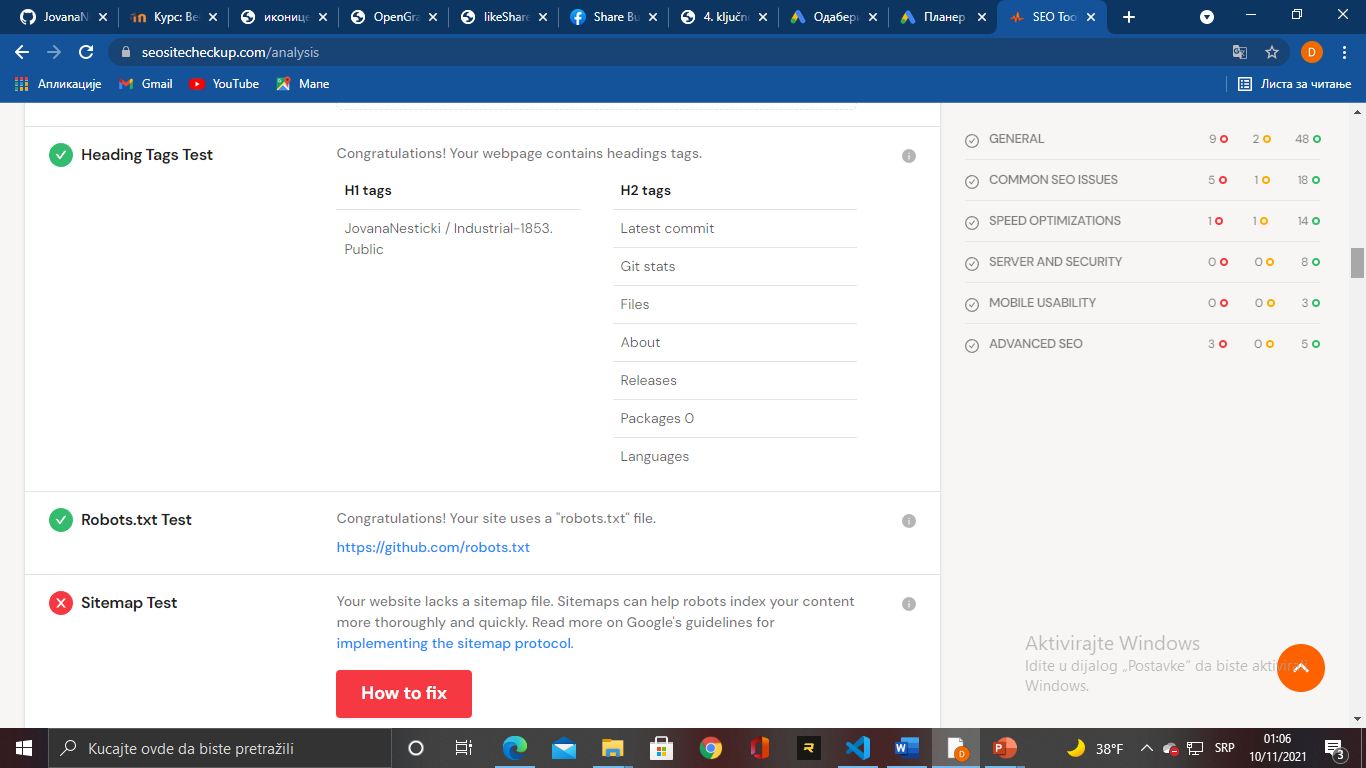 JovanaN
Курс: Ве
иконице
OpenGra
likeShare
Share Bu
4. ključn
Одабери
Планер
SEO Too
seositecheckup.com/analysis
D
Апликације
Gmail
YouTube
Мапе
Листа за читање
Heading Tags Test
Congratulations! Your webpage contains headings tags.
H1 tags
H2 tags
JovanaNesticki / Industrial-1853.
Public
Latest commit
Git stats
Files
About
Releases
Packages 0
Languages
Robots.txt Test
Congratulations! Your site uses a "robots.txt" file.
https://github.com/robots.txt
Sitemap Test
Your website lacks a sitemap file. Sitemaps can help robots index your content
more thoroughly and quickly. Read more on Google's guidelines for
implementing the sitemap protocol.
How to fix
GENERAL 9 2 48
COMMON SEO ISSUES 5 1 18
SPEED OPTIMIZATIONS 1 1 14
SERVER AND SECURITY 0 0 8
MOBILE USABILITY 0 0 3
ADVANCED SEO 3 0 5
Aktivirajte Windows
Idite u dijalog „Postavke“ da biste aktivirali
Windows.
Kucajte ovde da biste pretražili
38°F
SRP
01:06
10/11/2021
3